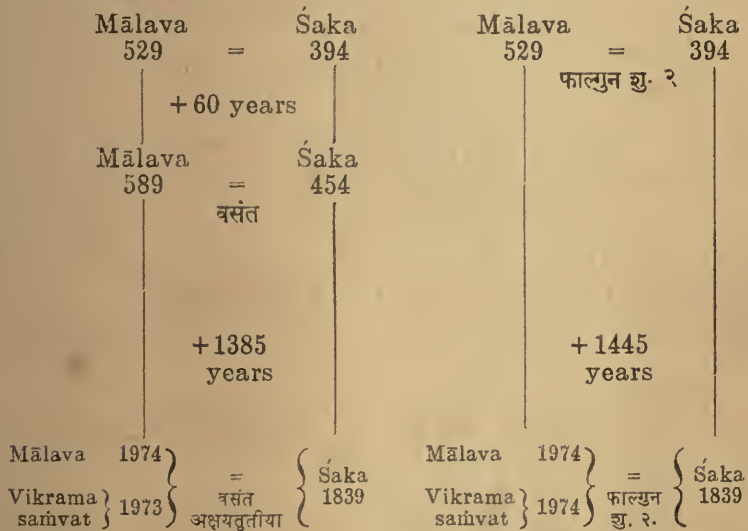 Mālava Śaka Mālava Śaka
529 = 394 529 = 394
फाल्गुन शु. २
+ 60 years
Mālava Śaka
589 = 454
वसंत
+1385 +1445
years years
Mālava 1974 } = { Śaka Mālava 1974 } = { Śaka
Vikrama saṁvat } 1973 वसंत अक्षयतृतीया 1839 Vikrama saṁvat } 1974 फाल्गुन शु. २. 1839